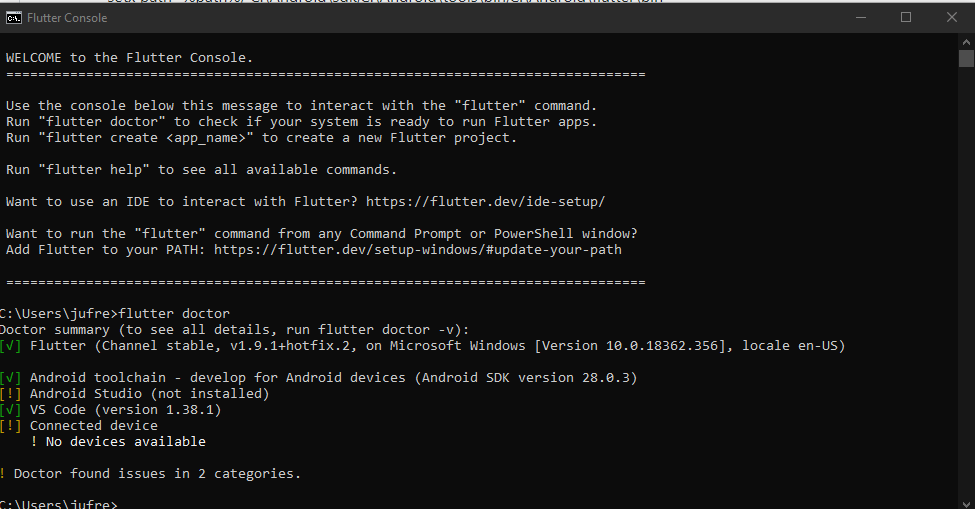 Flutter Console
WELCOME to the Flutter Console.
================================================================================
Use the console below this message to interact with the "flutter" command.
Run "flutter doctor" to check if your system is ready to run Flutter apps.
Run "flutter create <app_name>" to create a new Flutter project.
Run "flutter help" to see all available commands.
Want to use an IDE to interact with Flutter? https://flutter.dev/ide-setup/
Want to run the "flutter" command from any Command Prompt or PowerShell window?
Add Flutter to your PATH: https://flutter.dev/setup-windows/#update-your-path
================================================================================
C:\Users\jufre>flutter doctor
Doctor summary (to see all details, run flutter doctor -v):
[√] Flutter (Channel stable, v1.9.1+hotfix.2, on Microsoft Windows [Version 10.0.18362.356], locale en-US)
[√] Android toolchain - develop for Android devices (Android SDK version 28.0.3)
[!] Android Studio (not installed)
[√] VS Code (version 1.38.1)
[!] Connected device
! No devices available
! Doctor found issues in 2 categories.
C:\Users\jufre>